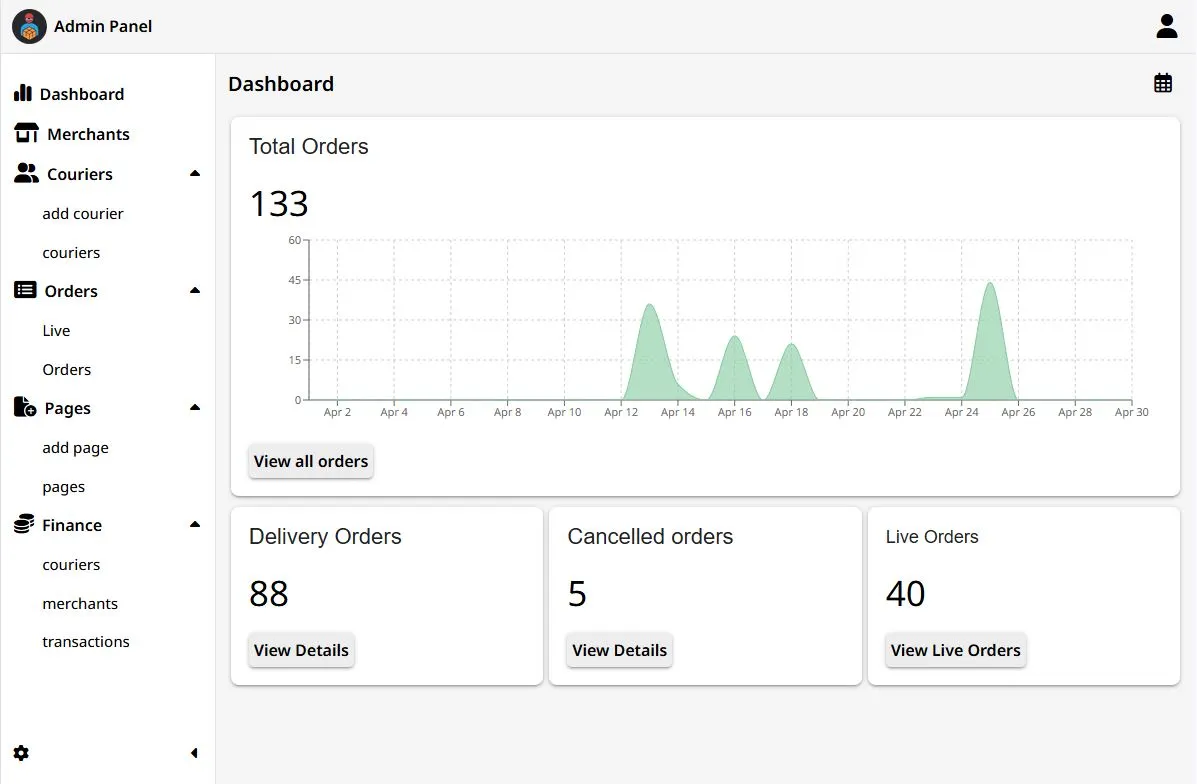 Admin Panel
Dashboard
Merchants
Couriers
add courier
couriers
Orders
Live
Orders
Pages
add page
pages
Finance
couriers
merchants
transactions
Dashboard
Total Orders
133
60
45
30
15
0
Apr 2 Apr 4 Apr 6 Apr 8 Apr 10 Apr 12 Apr 14 Apr 16 Apr 18 Apr 20 Apr 22 Apr 24 Apr 26 Apr 28 Apr 30
View all orders
Delivery Orders
88
View Details
Cancelled orders
5
View Details
Live Orders
40
View Live Orders